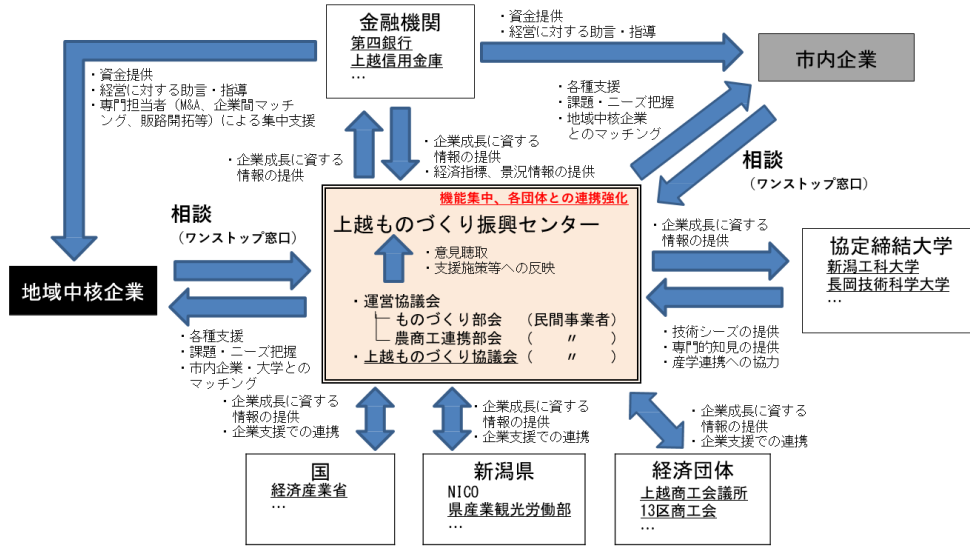 金融機関
第四銀行
上越信用金庫
…
・資金提供
・経営に対する助言・指導
市内企業
・資金提供
・経営に対する助言・指導
・専門担当者（M&A、企業間マッチ
ング、販路開拓等）による集中支援
・各種支援
・課題・ニーズ把握
・地域中核企業
とのマッチング
・企業成長に資する
情報の提供
・企業成長に資する
情報の提供
・経済指標、景況情報の提供
相談
（ワンストップ窓口）
機能集中、各団体との連携強化
上越ものづくり振興センター
・意見聴取
・支援施策等への反映
・運営協議会
ものづくり部会　（民間事業者）
農商工連携部会　（　　〃　　）
・上越ものづくり協議会（　　〃　　）
相談
（ワンストップ窓口）
地域中核企業
・各種支援
・課題・ニーズ把握
・市内企業・大学との
マッチング
・企業成長に資する
情報の提供
協定締結大学
新潟工科大学
長岡技術科学大学
…
・技術シーズの提供
・専門的知見の提供
・産学連携への協力
・企業成長に資する
情報の提供
・企業支援での連携
・企業成長に資する
情報の提供
・企業支援での連携
・企業成長に資する
情報の提供
・企業支援での連携
国
経済産業省
…
新潟県
NICO
県産業観光労働部
…
経済団体
上越商工会議所
13区商工会
…